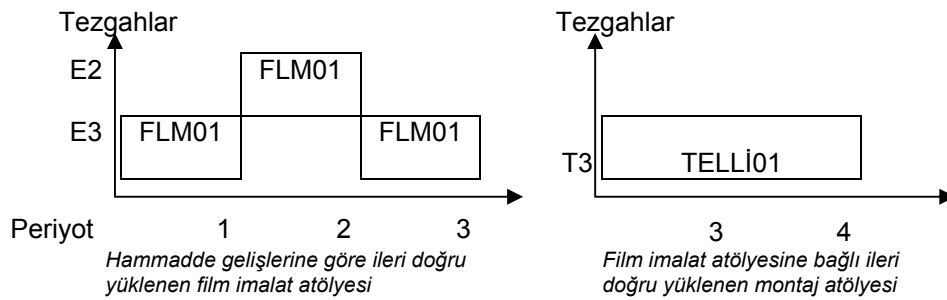 Tezgahlar
E2
FLM01
E3
FLM01
FLM01
Periyot
1
2
3
Hammadde gelişlerine göre ileri doğru
yüklenen film imalat atölyesi
Tezgahlar
T3
TELLİ01
3
4
Film imalat atölyesine bağlı ileri
doğru yüklenen montaj atölyesi